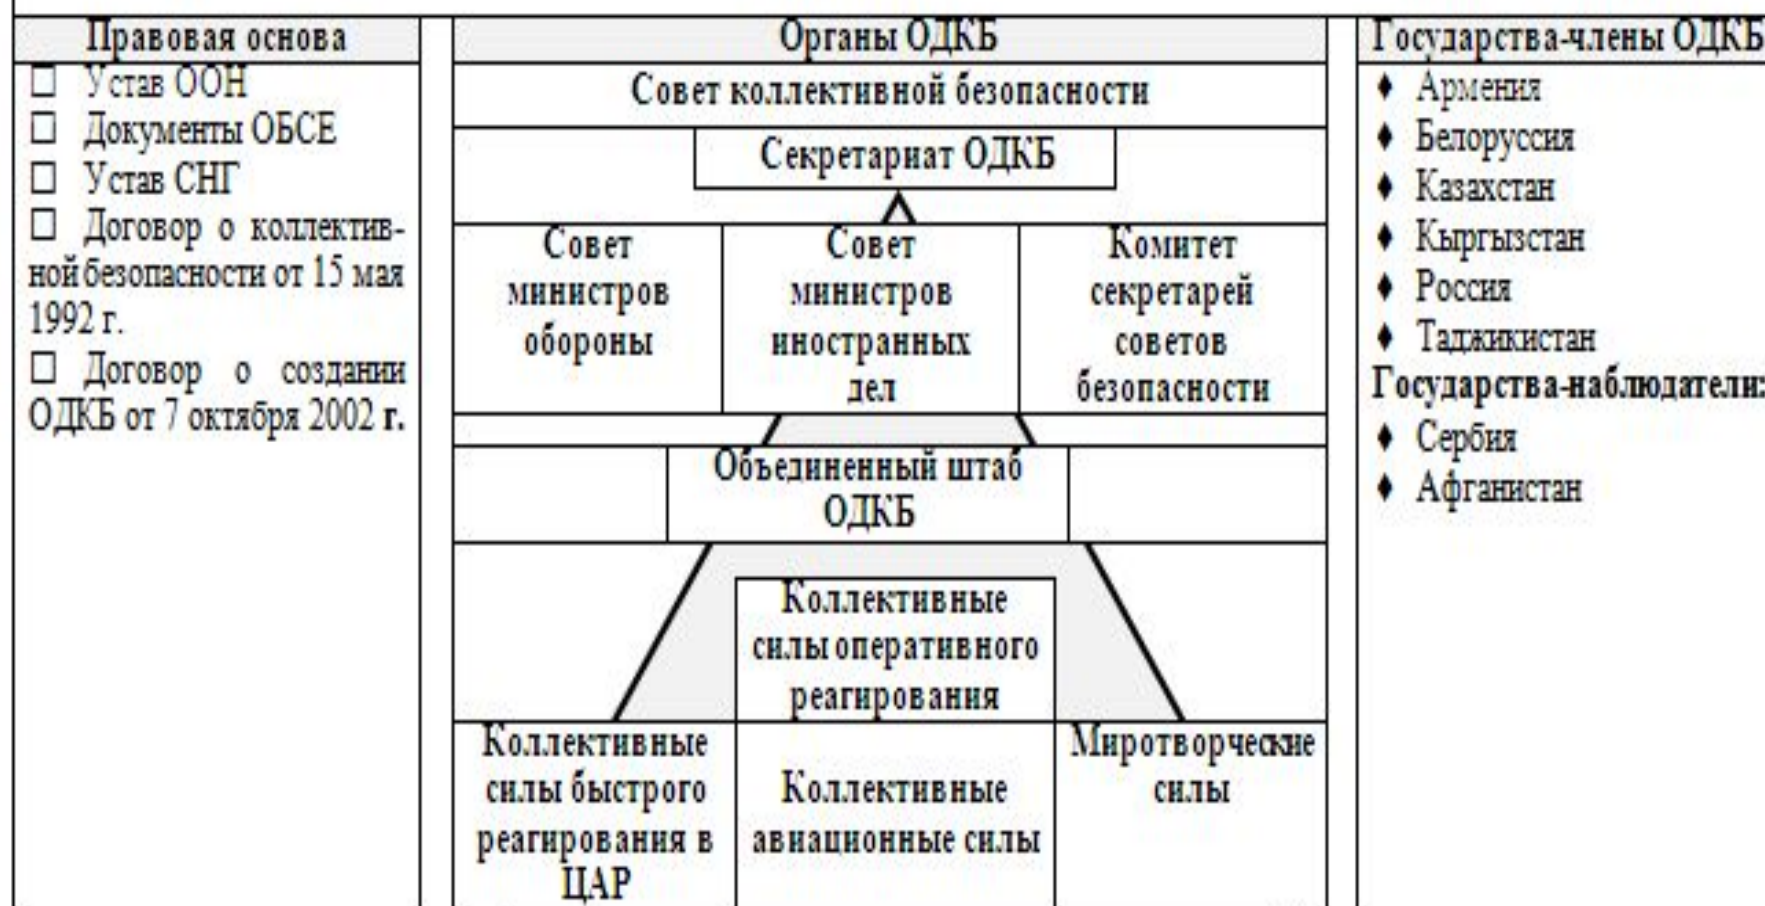 Правовая основа
□ Устав ООН
□ Документы ОБСЕ
□ Устав СНГ
□ Договор о коллектив-
ной безопасности от 15 мая
1992 г.
□ Договор о создании
ОДКБ от 7 октября 2002 г.
Органы ОДКБ
Совет коллективной безопасности
Секретариат ОДКБ
Совет
министров
обороны
Совет
министров
иностранных
дел
Комитет
секретарей
советов
безопасности
Объединенный штаб
ОДКБ
Коллективные
силы оперативного
реагирования
Коллективные
силы быстрого
реагирования в
ЦАР
Коллективные
авиационные силы
Миротворческие
силы
Государства-члены ОДКБ
♦ Армения
♦ Белоруссия
♦ Казахстан
♦ Кыргызстан
♦ Россия
♦ Таджикистан
Государства-наблюдатели:
♦ Сербия
♦ Афганистан